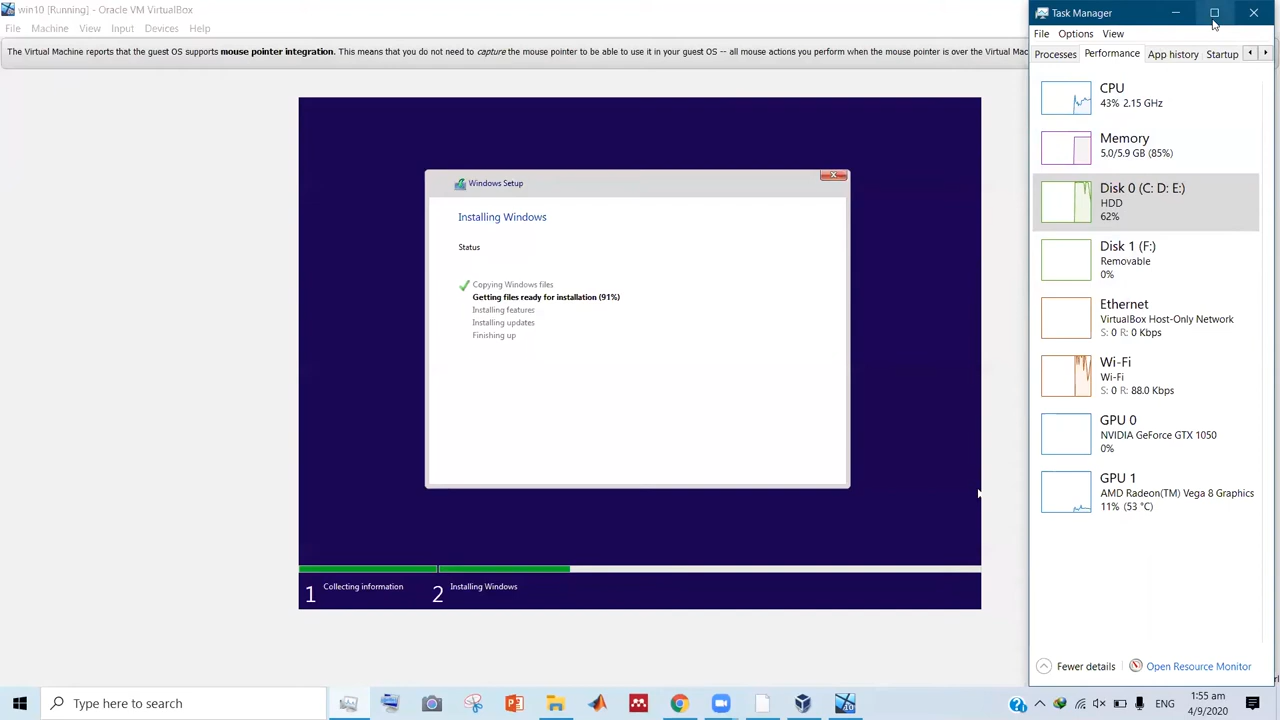 win10 [Running] - Oracle VM VirtualBox
File Machine View Input Devices Help
The Virtual Machine reports that the guest OS supports mouse pointer integration. This means that you do not need to capture the mouse pointer to be able to use it in your guest OS -- all mouse actions you perform when the mouse pointer is over the Virtual
Windows Setup
Installing Windows
Status
Copying Windows files
Getting files ready for installation (91%)
Installing features
Installing updates
Finishing up
1 Collecting information
2 Installing Windows
Task Manager
File Options View
Processes Performance App history Startup
CPU
43% 2.15 GHz
Memory
5.0/5.9 GB (85%)
Disk 0 (C: D: E:)
HDD
62%
Disk 1 (F:)
Removable
0%
Ethernet
VirtualBox Host-Only Network
S: 0 R: 0 Kbps
Wi-Fi
Wi-Fi
S: 0 R: 88.0 Kbps
GPU 0
NVIDIA GeForce GTX 1050
0%
GPU 1
AMD Radeon(TM) Vega 8 Graphics
11% (53 °C)
Fewer details Open Resource Monitor
Type here to search
ENG
1:55 am
4/9/2020